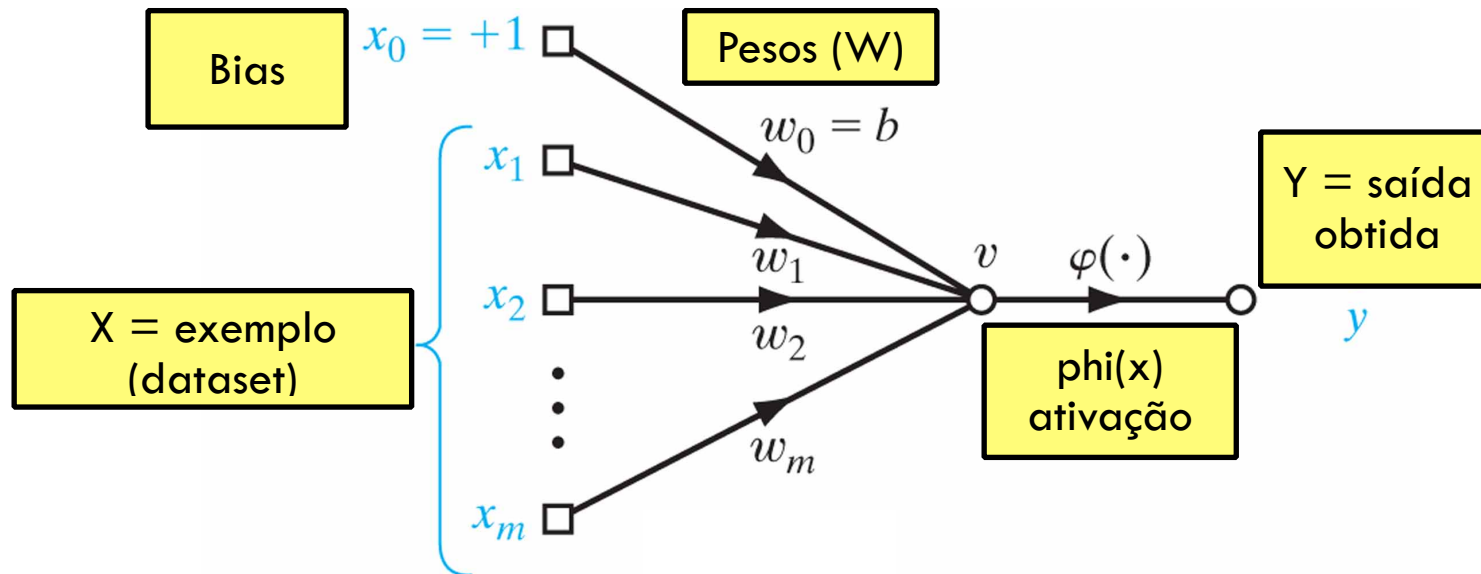 Bias
x₀ = +1
Pesos (W)
w₀ = b
x₁
w₁
x₂
w₂
X = exemplo
(dataset)
v
φ(·)
Y = saída
obtida
y
phi(x)
ativação
wₘ
xₘ